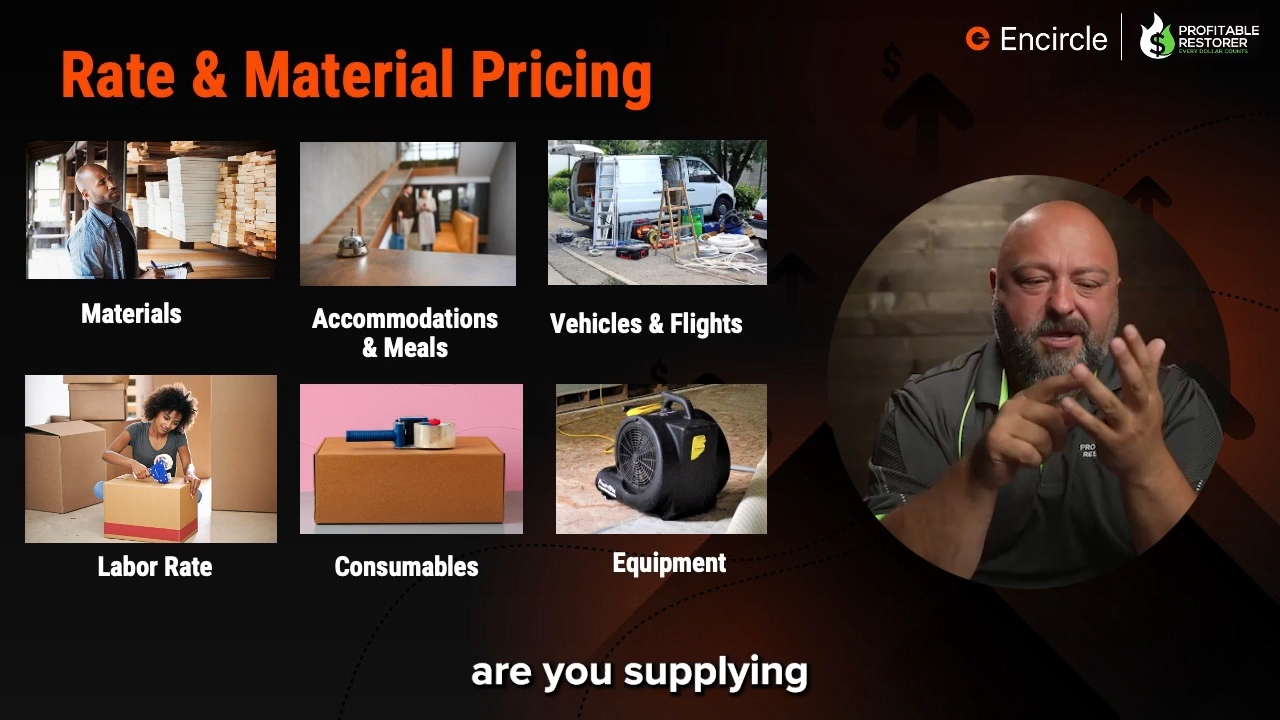 Encircle
PROFITABLE
RESTORER
EVERY DOLLAR COUNTS
Rate & Material Pricing
Materials
Accommodations
& Meals
Vehicles & Flights
Labor Rate
Consumables
Equipment
are you supplying